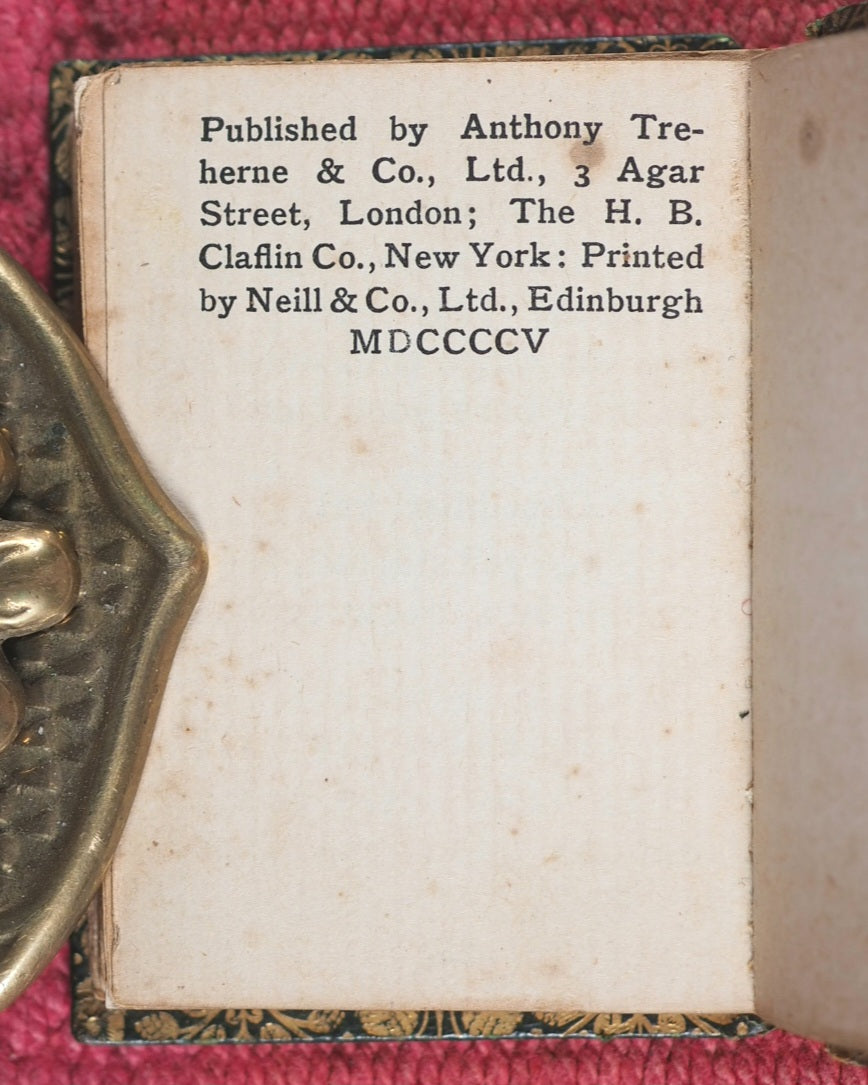 Published by Anthony Tre-
herne & Co., Ltd., 3 Agar
Street, London; The H. B.
Claflin Co., New York: Printed
by Neill & Co., Ltd., Edinburgh
MDCCCCV